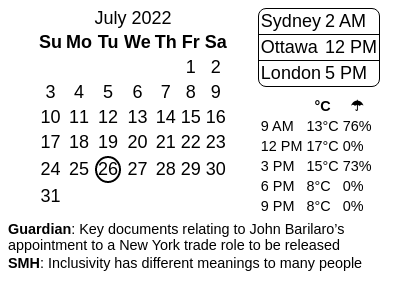 July 2022
Su Mo Tu We Th Fr Sa
1 2
3 4 5 6 7 8 9
10 11 12 13 14 15 16
17 18 19 20 21 22 23
24 25 26 27 28 29 30
31
Sydney 2 AM
Ottawa 12 PM
London 5 PM
°C ☂
9 AM 13°C 76%
12 PM 17°C 0%
3 PM 15°C 73%
6 PM 8°C 0%
9 PM 8°C 0%
Guardian: Key documents relating to John Barilaro’s
appointment to a New York trade role to be released
SMH: Inclusivity has different meanings to many people